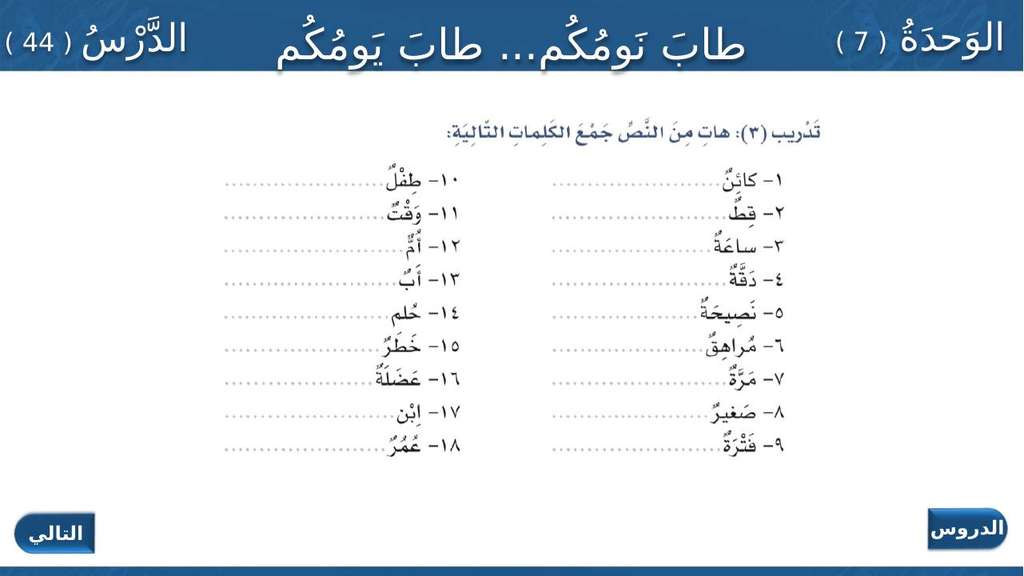 الوَحدَةُ ( 7 )
طابَ نَومُكُم... طابَ يَومُكُم
الدَّرْسُ ( 44 )
تَدْريب (٣): هاتِ مِنَ النَّصِّ جَمْعَ الكَلِماتِ التّالِيَةِ:
١- كائِنٌ ........................
٢- قِطٌّ ........................
٣- ساعَةٌ ........................
٤- دَقَّةٌ ........................
٥- نَصِيحَةٌ ........................
٦- مُراهِقٌ ........................
٧- مَرَّةٌ ........................
٨- صَغيرٌ ........................
٩- فَتْرَةٌ ........................
١٠- طِفْلٌ ........................
١١- وَقْتٌ ........................
١٢- أُمٌّ ........................
١٣- أَبٌ ........................
١٤- حُلم ........................
١٥- خَطَرٌ ........................
١٦- عَضَلَةٌ ........................
١٧- اِبْن ........................
١٨- عُمُرٌ ........................
الدروس
التالي